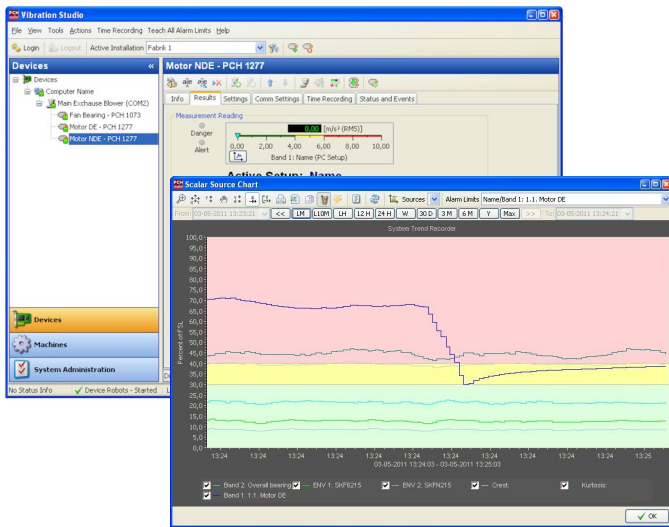 Vibration Studio
File View Tools Actions Time Recording Teach All Alarm Limits Help
Login Logout Active Installation Fabrik 1
Devices «
Motor NDE - PCH 1277
Devices
Computer Name
Main Exchause Blower (COM2)
Fan Bearing - PCH 1073
Motor DE - PCH 1277
Motor NDE - PCH 1277
Info Results Settings Comm Settings Time Recording Status and Events
Measurement Reading
0,00 [m/s² (RMS)]
Danger
Alert
0,00 2,00 4,00 6,00 8,00 10,00
Band 1: Name (PC Setup)
Active Setup: Name
Devices
Machines
System Administration
No Status Info Device Robots - Started
Scalar Source Chart
Sources Alarm Limits Name/Band 1: 1.1. Motor DE
From: 03-05-2011 13:23:21 << LM L10M LH 12 H 24 H W 30 D 3 M 6 M Y Max >> To: 03-05-2011 13:24:21
System Trend Recorder
Percent of FSL
100,0
95,0
90,0
85,0
80,0
75,0
70,0
65,0
60,0
55,0
50,0
45,0
40,0
35,0
30,0
25,0
20,0
15,0
10,0
5,0
0,0
13:24 13:24 13:24 13:24 13:24 13:24 13:24 13:24 13:24 13:24 13:24 13:24 13:25
03-05-2011 13:24:03 - 03-05-2011 13:25:03
Band 2: Overall bearing ENV 1: SKF6215 ENV 2: SKFN215 Crest: Kurtosis:
Band 1: 1.1. Motor DE
OK